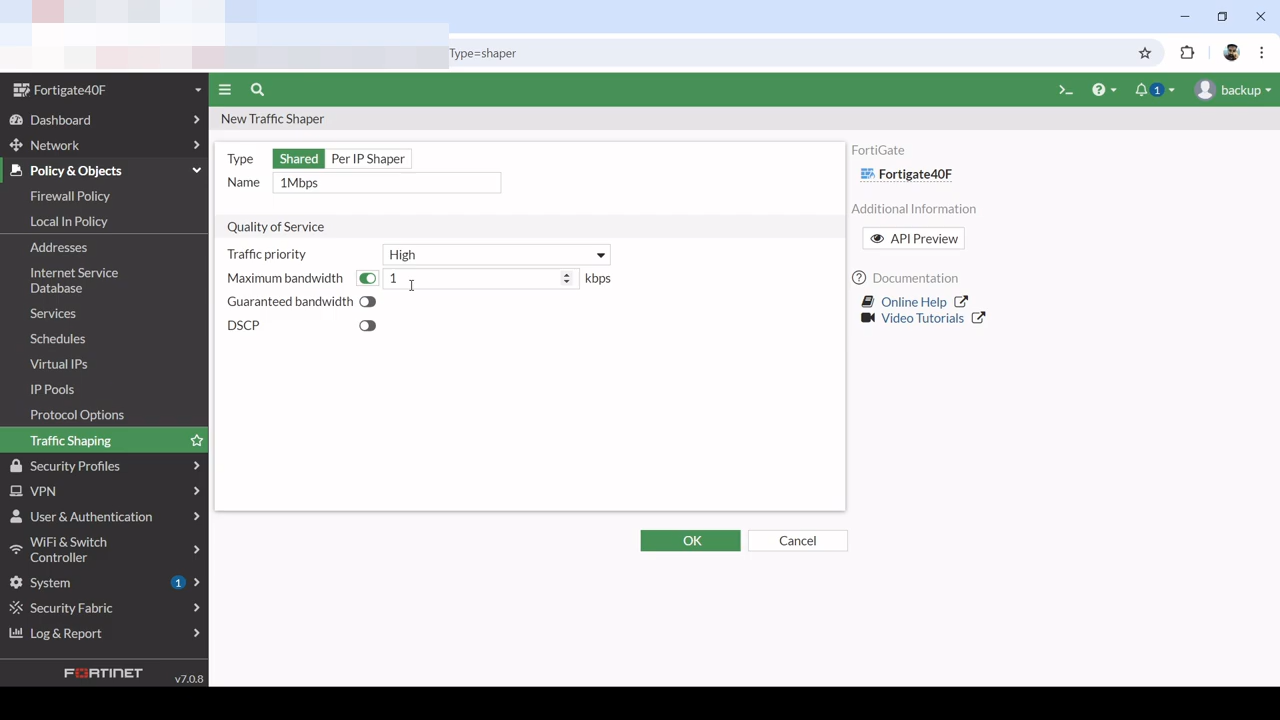 Type=shaper
Fortigate40F
1
backup
Dashboard
Network
Policy & Objects
Firewall Policy
Local In Policy
Addresses
Internet Service
Database
Services
Schedules
Virtual IPs
IP Pools
Protocol Options
Traffic Shaping
Security Profiles
VPN
User & Authentication
WiFi & Switch
Controller
System
1
Security Fabric
Log & Report
FORTINET
v7.0.8
New Traffic Shaper
Type
Shared
Per IP Shaper
Name
1Mbps
Quality of Service
Traffic priority
High
Maximum bandwidth
1
kbps
Guaranteed bandwidth
DSCP
OK
Cancel
FortiGate
Fortigate40F
Additional Information
API Preview
Documentation
Online Help
Video Tutorials